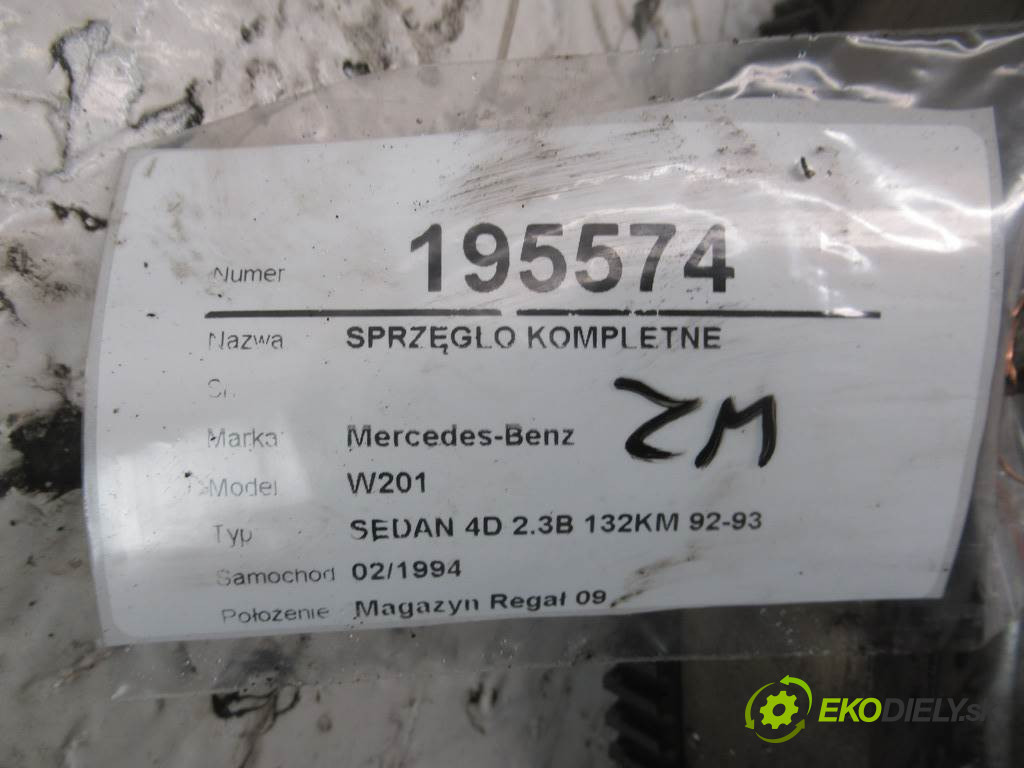 Numer 195574
Nazwa SPRZĘGŁO KOMPLETNE
Marka Mercedes-Benz
Model W201
Typ SEDAN 4D 2.3B 132KM 92-93
Samochód 02/1994
Położenie Magazyn Regał 09
EKODIELY.s